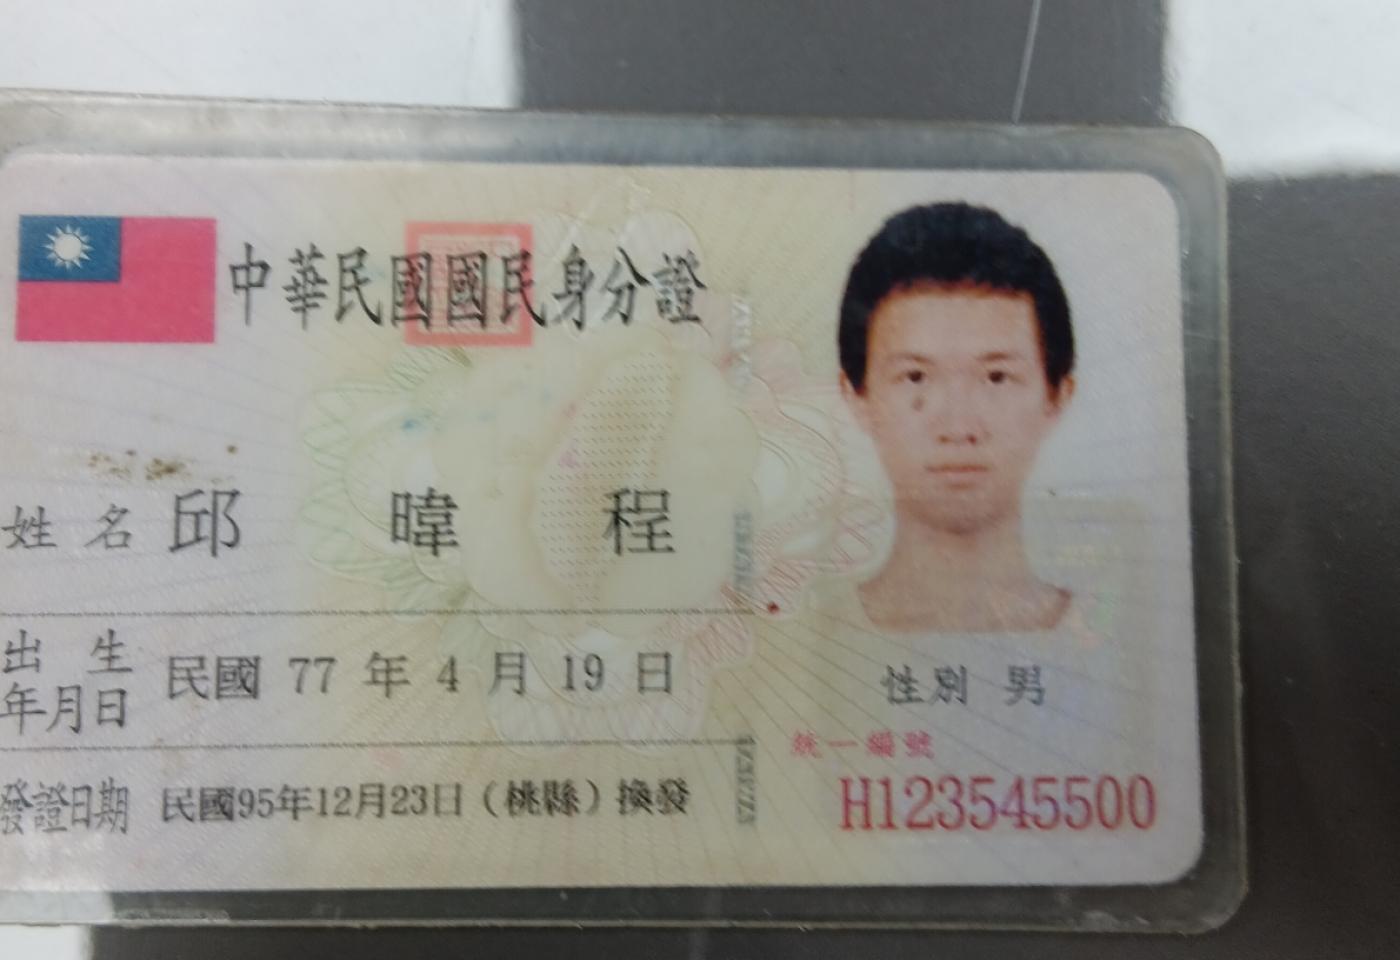 中華民國國民身分證
姓名 邱暐程
出生年月日 民國 77 年 4 月 19 日
性別 男
統一編號
H123545500
發證日期 民國95年12月23日（桃縣）換發